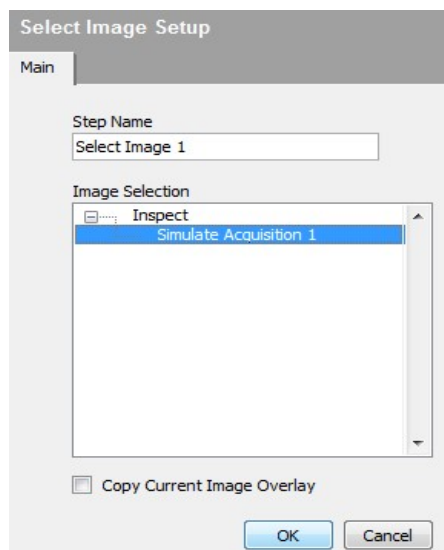 Select Image Setup
Main
Step Name
Select Image 1
Image Selection
Inspect
Simulate Acquisition 1
Copy Current Image Overlay
OK Cancel